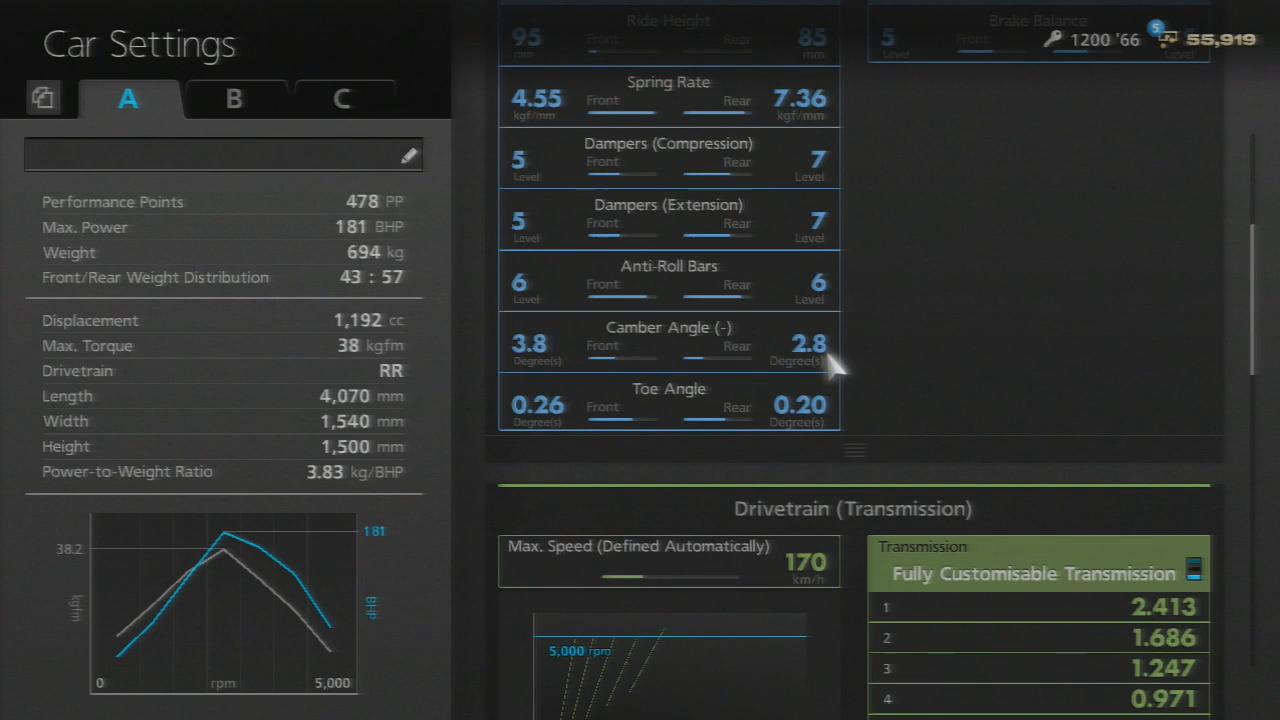 Car Settings
A
B
C
Performance Points 478 PP
Max. Power 181 BHP
Weight 694 kg
Front/Rear Weight Distribution 43 : 57
Displacement 1,192 cc
Max. Torque 38 kgfm
Drivetrain RR
Length 4,070 mm
Width 1,540 mm
Height 1,500 mm
Power-to-Weight Ratio 3.83 kg/BHP
38.2
181
kgfm
BHP
0 rpm 5,000
Ride Height
95 Front Rear 85
mm mm
Spring Rate
4.55 Front Rear 7.36
kgf/mm kgf/mm
Dampers (Compression)
5 Front Rear 7
Level Level
Dampers (Extension)
5 Front Rear 7
Level Level
Anti-Roll Bars
6 Front Rear 6
Level Level
Camber Angle (-)
3.8 Front Rear 2.8
Degree(s) Degree(s)
Toe Angle
0.26 Front Rear 0.20
Degree(s) Degree(s)
Brake Balance
5 Front
Level Level
1200 '66 S 55,919
Drivetrain (Transmission)
Max. Speed (Defined Automatically) 170
km/h
5,000 rpm
Transmission
Fully Customisable Transmission
1 2.413
2 1.686
3 1.247
4 0.971